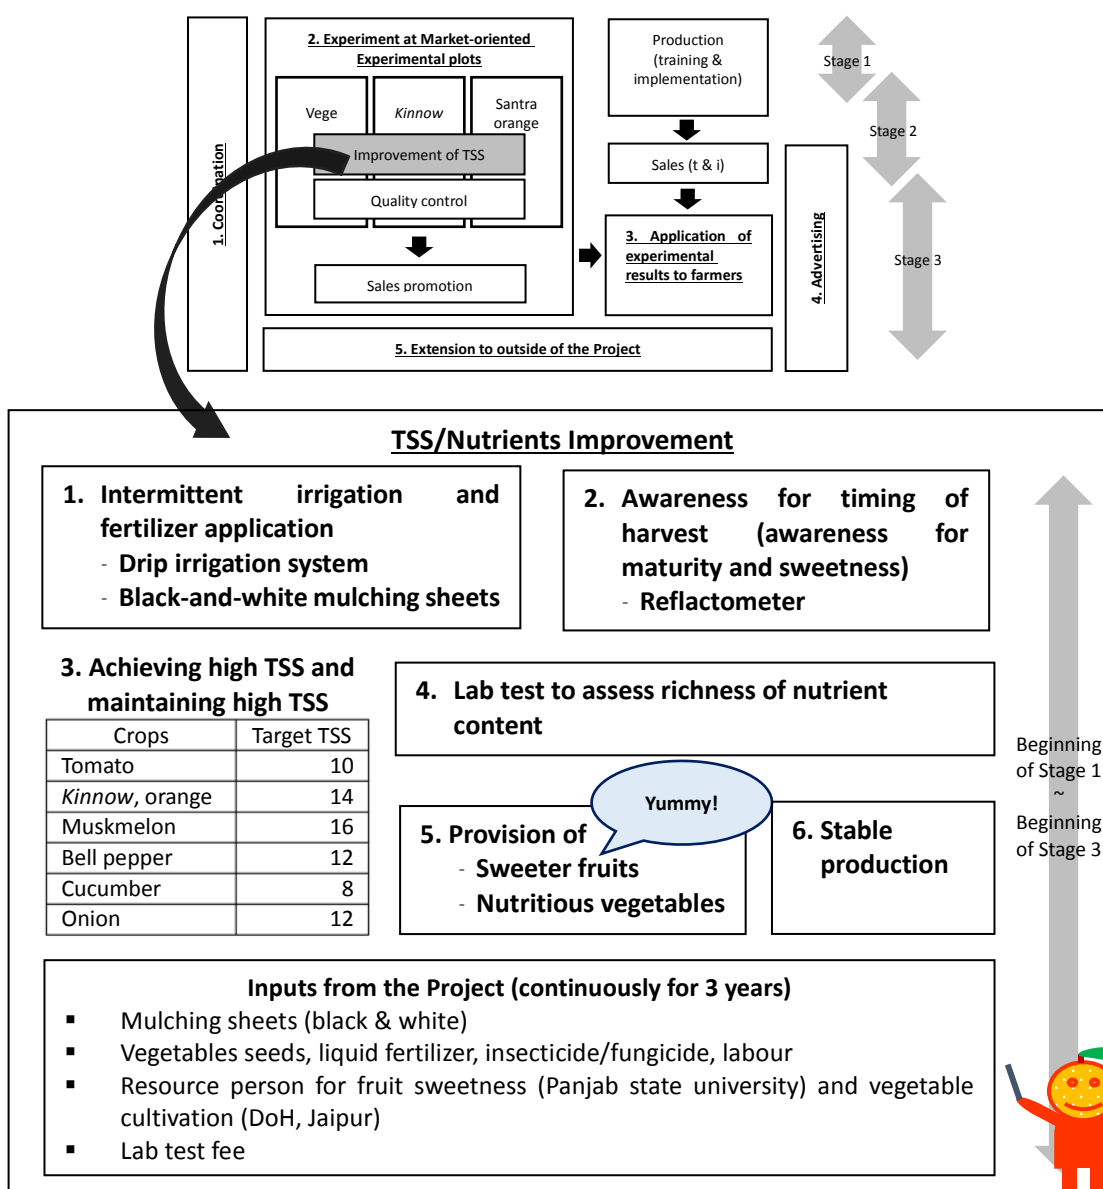 2. Experiment at Market-oriented
Experimental plots
Vege
Kinnow
Santra
orange
Improvement of TSS
Quality control
Sales promotion
1. Coordination
Production
(training &
implementation)
Sales (t & i)
3. Application of
experimental
results to farmers
4. Advertising
Stage 1
Stage 2
Stage 3
5. Extension to outside of the Project
TSS/Nutrients Improvement
1. Intermittent irrigation and
fertilizer application
- Drip irrigation system
- Black-and-white mulching sheets
2. Awareness for timing of
harvest (awareness for
maturity and sweetness)
- Reflactometer
3. Achieving high TSS and
maintaining high TSS
Crops Target TSS
Tomato 10
Kinnow, orange 14
Muskmelon 16
Bell pepper 12
Cucumber 8
Onion 12
4. Lab test to assess richness of nutrient
content
Yummy!
5. Provision of
- Sweeter fruits
- Nutritious vegetables
6. Stable
production
Beginning
of Stage 1
~
Beginning
of Stage 3
Inputs from the Project (continuously for 3 years)
▪ Mulching sheets (black & white)
▪ Vegetables seeds, liquid fertilizer, insecticide/fungicide, labour
▪ Resource person for fruit sweetness (Panjab state university) and vegetable
cultivation (DoH, Jaipur)
▪ Lab test fee